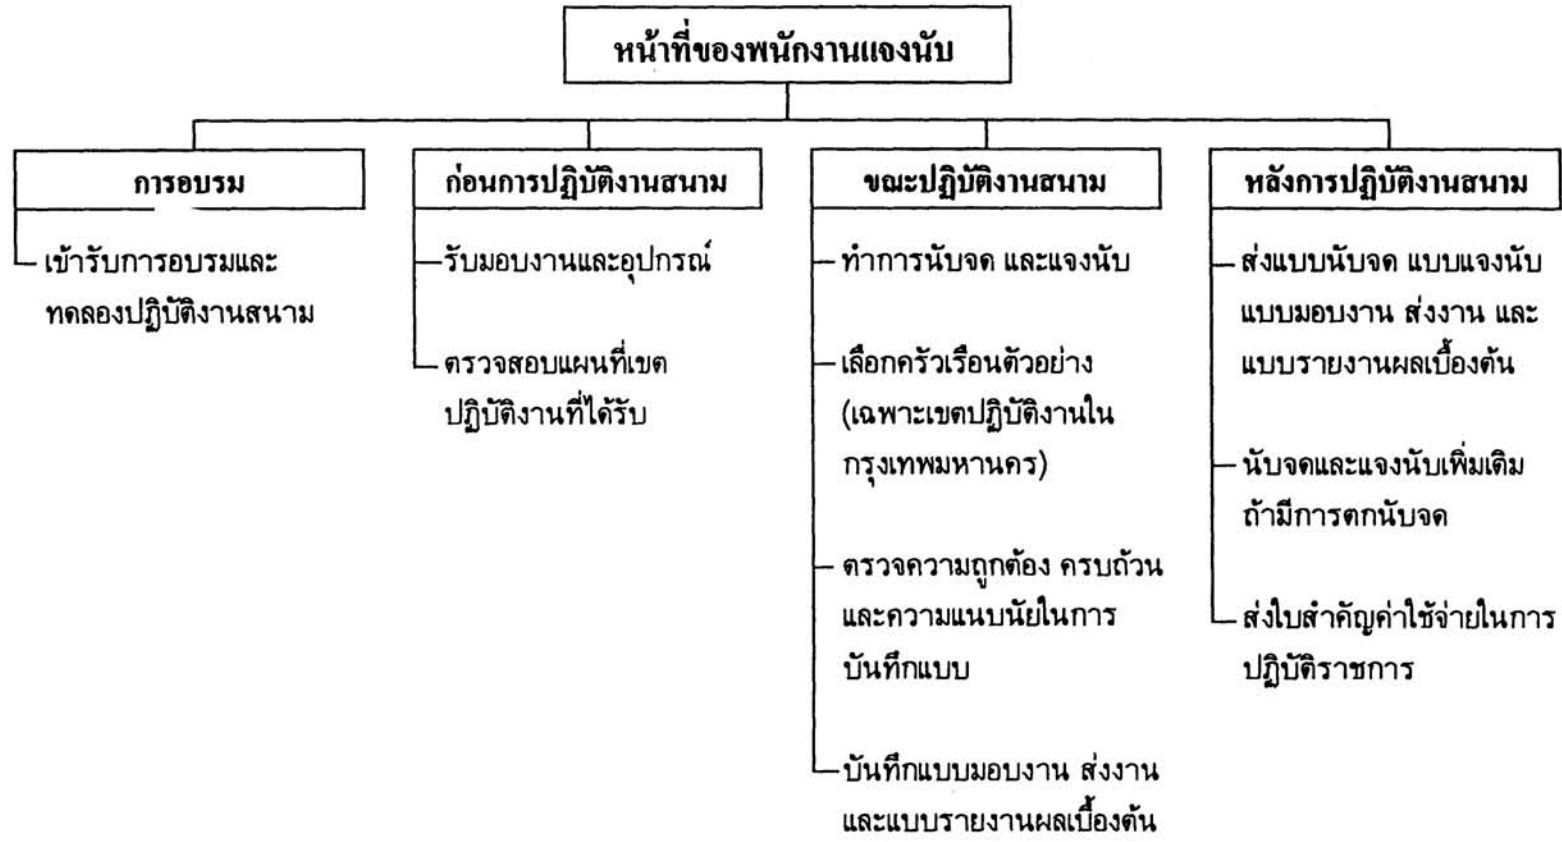 หน้าที่ของพนักงานแจงนับ
การอบรม
เข้ารับการอบรมและ
ทดลองปฏิบัติงานสนาม
ก่อนการปฏิบัติงานสนาม
รับมอบงานและอุปกรณ์
ตรวจสอบแผนที่เขต
ปฏิบัติงานที่ได้รับ
ขณะปฏิบัติงานสนาม
ทำการนับจด และแจงนับ
เลือกครัวเรือนตัวอย่าง
(เฉพาะเขตปฏิบัติงานใน
กรุงเทพมหานคร)
ตรวจความถูกต้อง ครบถ้วน
และความแนบนัยในการ
บันทึกแบบ
บันทึกแบบมอบงาน ส่งงาน
และแบบรายงานผลเบื้องต้น
หลังการปฏิบัติงานสนาม
ส่งแบบนับจด แบบแจงนับ
แบบมอบงาน ส่งงาน และ
แบบรายงานผลเบื้องต้น
นับจดและแจงนับเพิ่มเติม
ถ้ามีการตกนับจด
ส่งใบสำคัญค่าใช้จ่ายในการ
ปฏิบัติราชการ